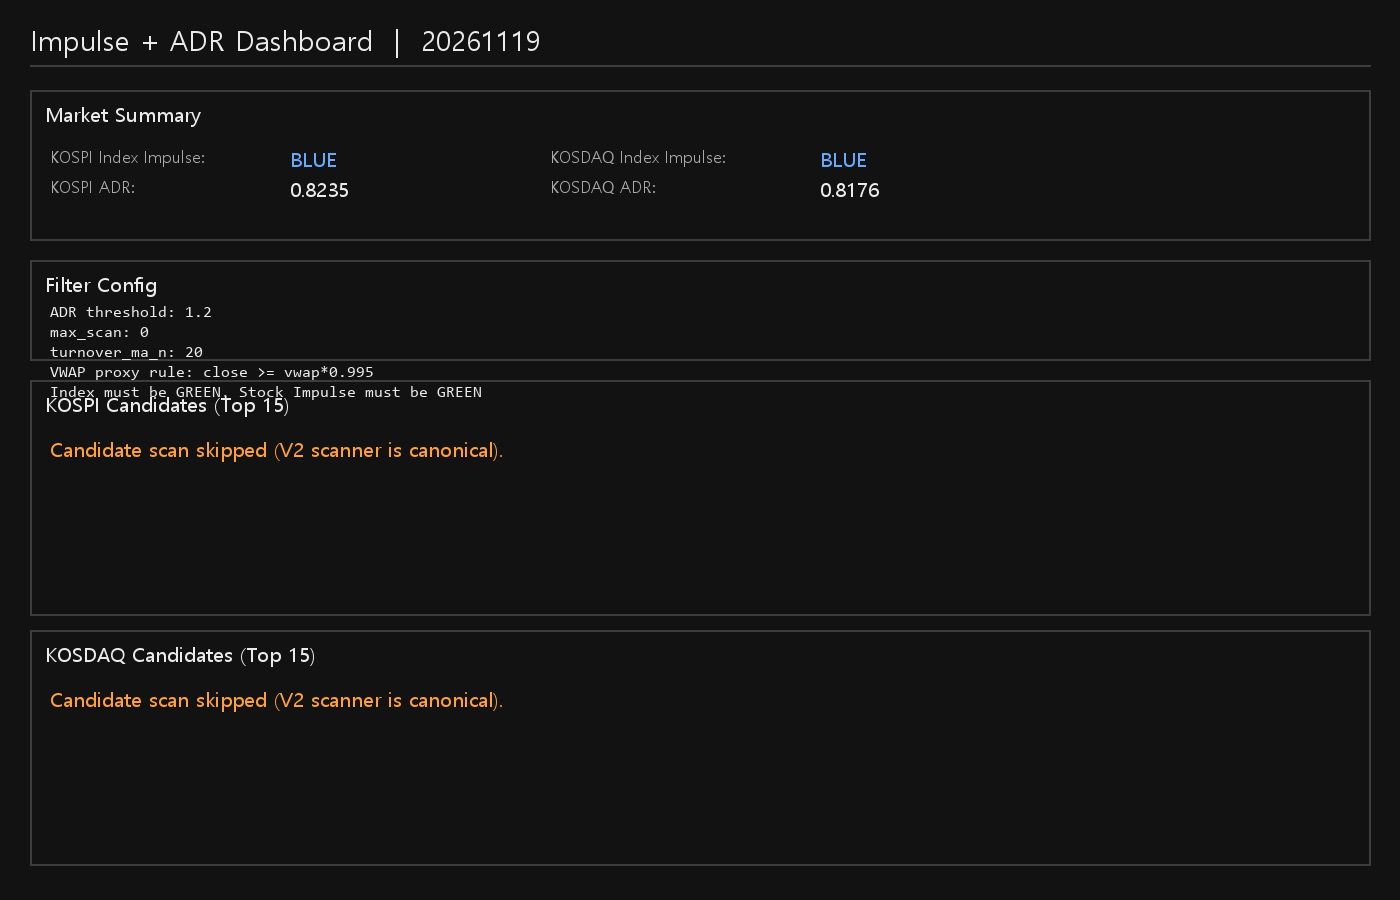 Impulse + ADR Dashboard | 20261119
Market Summary
KOSPI Index Impulse: BLUE KOSDAQ Index Impulse: BLUE
KOSPI ADR: 0.8235 KOSDAQ ADR: 0.8176
Filter Config
ADR threshold: 1.2
max_scan: 0
turnover_ma_n: 20
VWAP proxy rule: close >= vwap*0.995
Index must be GREEN, Stock Impulse must be GREEN
KOSPI Candidates (Top 15)
Candidate scan skipped (V2 scanner is canonical).
KOSDAQ Candidates (Top 15)
Candidate scan skipped (V2 scanner is canonical).